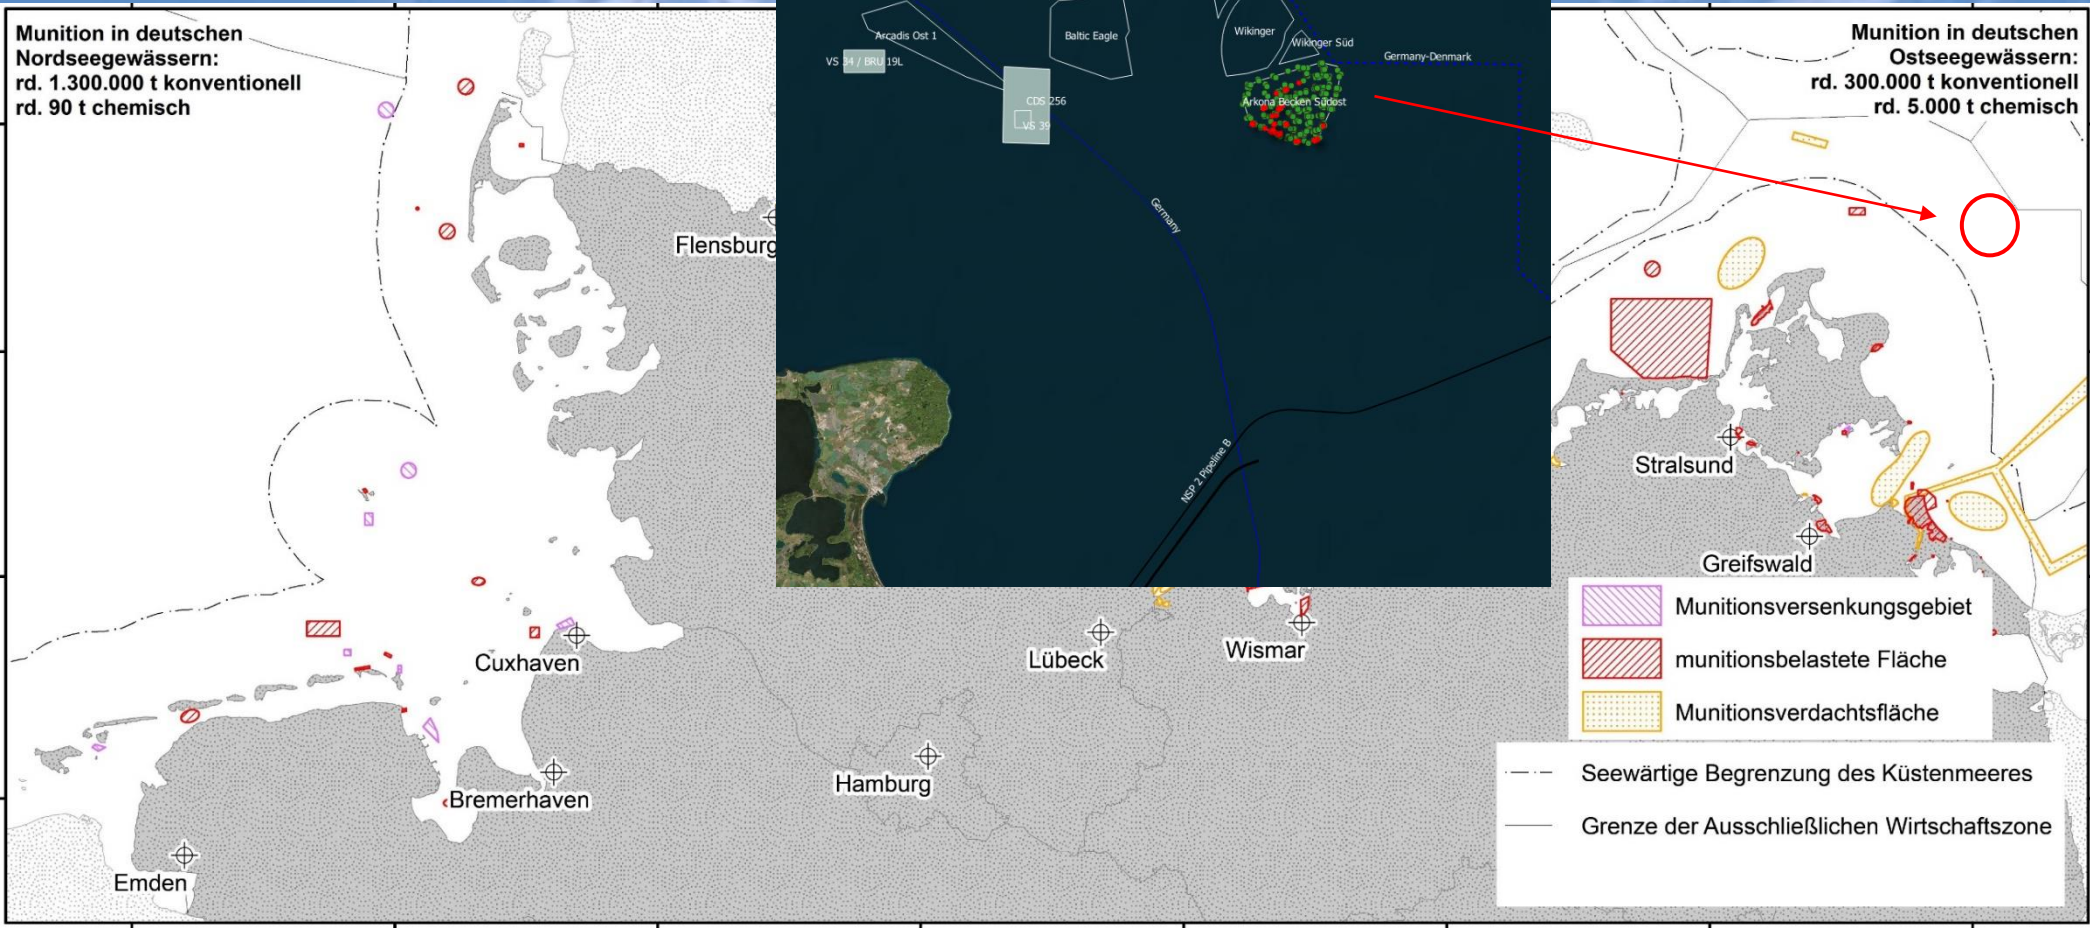 Munition in deutschen
Nordseegewässern:
rd. 1.300.000 t konventionell
rd. 90 t chemisch
Arcadis Ost 1
Baltic Eagle
Wikinger
Wikinger Süd
Germany-Denmark
VS 34 / BRU 19L
CDS 256
VS 39
Arkona Becken Südost
Germany
NSP 2 Pipeline B
Munition in deutschen
Ostseegewässern:
rd. 300.000 t konventionell
rd. 5.000 t chemisch
Flensburg
Stralsund
Greifswald
Cuxhaven
Lübeck
Wismar
Hamburg
Bremerhaven
Emden
Munitionsversenkungsgebiet
munitionsbelastete Fläche
Munitionsverdachtsfläche
Seewärtige Begrenzung des Küstenmeeres
Grenze der Ausschließlichen Wirtschaftszone